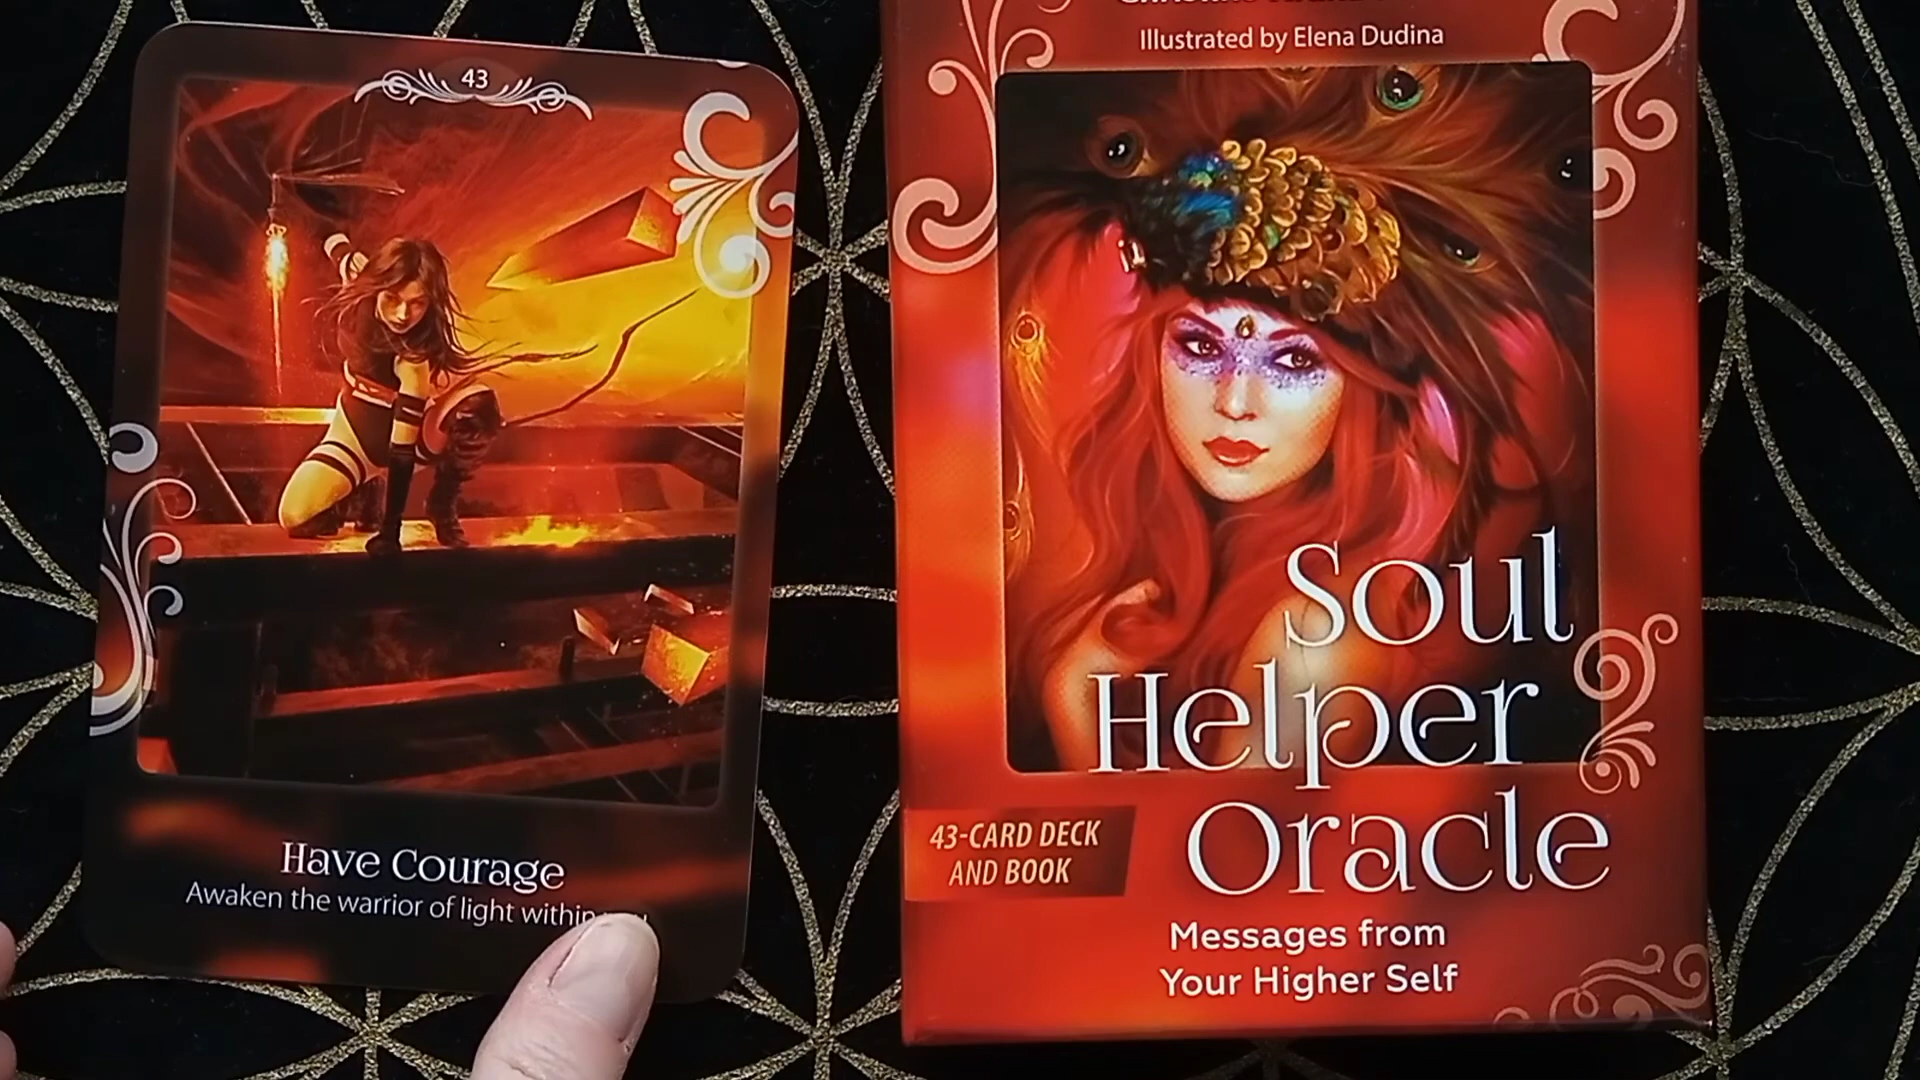 43
Have Courage
Awaken the warrior of light within
Illustrated by Elena Dudina
Soul
Helper
Oracle
43-CARD DECK
AND BOOK
Messages from
Your Higher Self